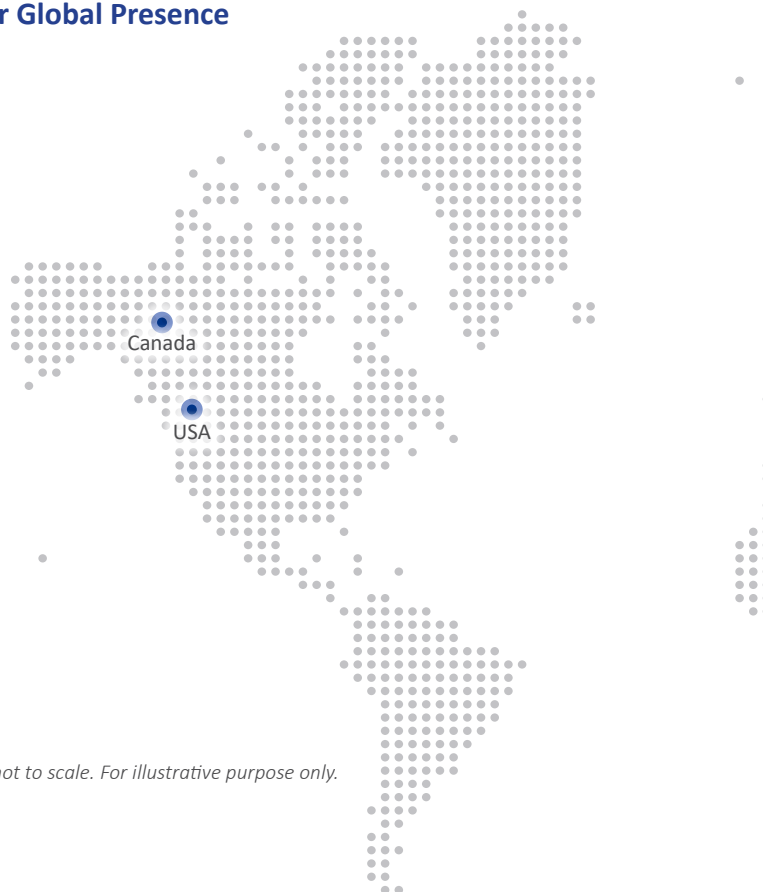 r Global Presence
Canada
USA
not to scale. For illustrative purpose only.